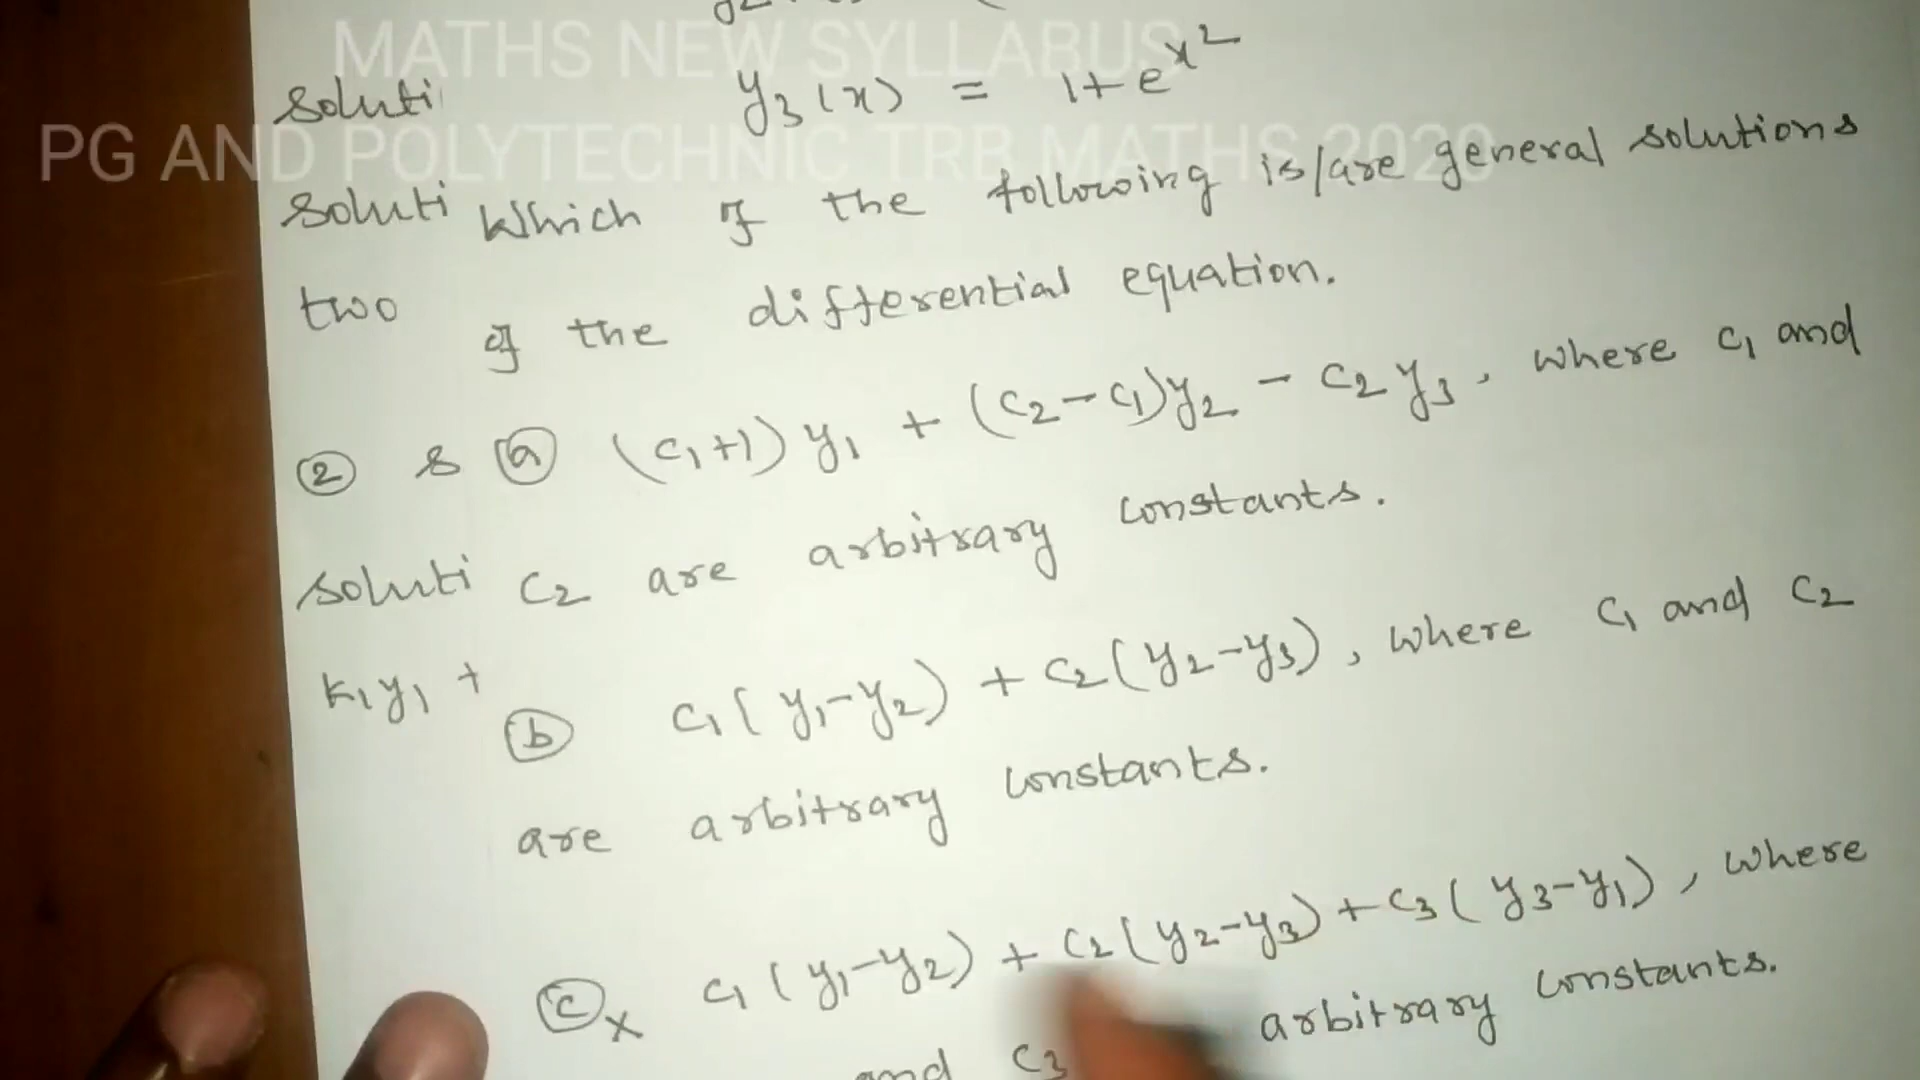 MATHS NEW SYLLABUS
PG AND POLYTECHNIC TRB MATHS 2020
soluti y₃(x) = 1+e^x²
soluti Which of the following is/are general solutions
two of the differential equation.
② & ⓐ (c₁+1)y₁ + (c₂-c₁)y₂ - c₂y₃, where c₁ and
soluti c₂ are arbitrary constants.
k₁y₁ +
ⓑ c₁(y₁-y₂) + c₂(y₂-y₃), where c₁ and c₂
are arbitrary constants.
ⓒx c₁(y₁-y₂) + c₂(y₂-y₃) + c₃(y₃-y₁), where
and c₃ arbitrary constants.